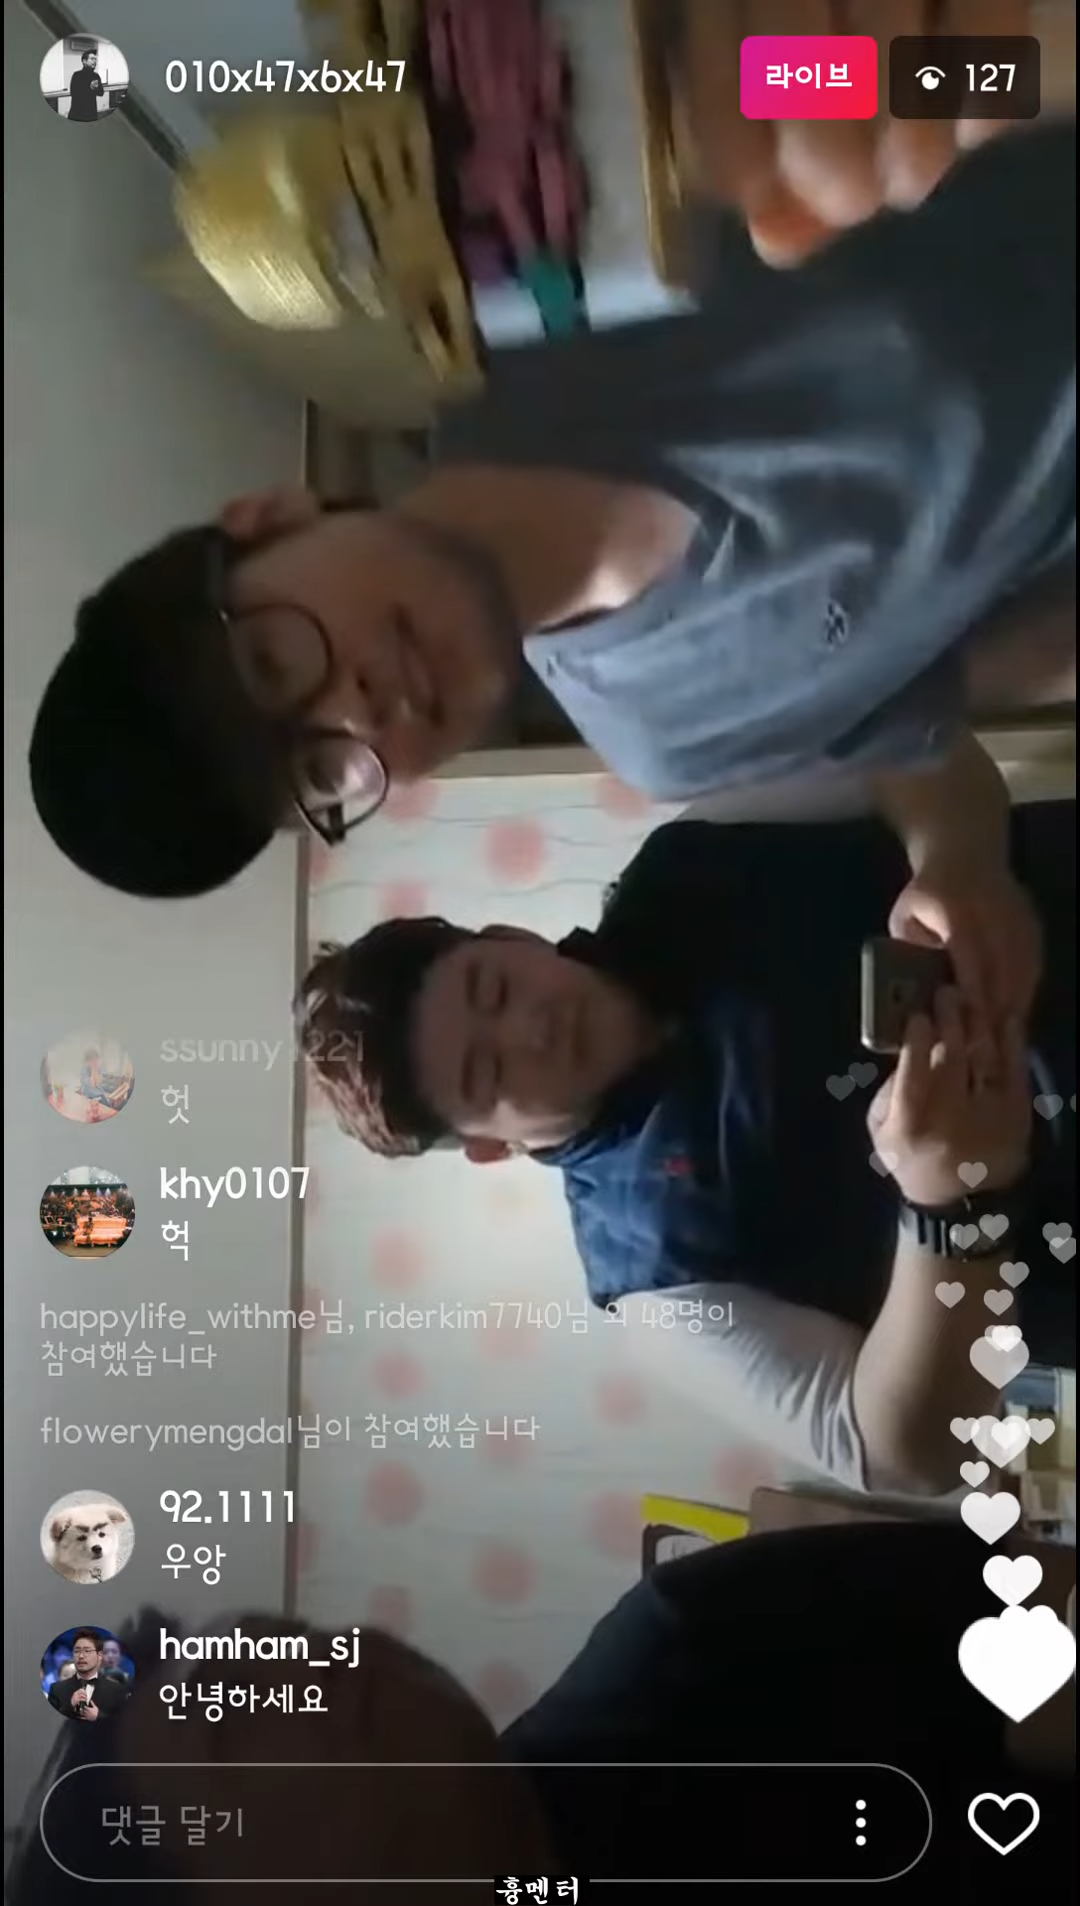 010x47x6x47
라이브
127
ssunny1221
헛
khy0107
헉
happylife_withme님, riderkim7740님 외 48명이
참여했습니다
flowerymengdal님이 참여했습니다
92.1111
우앙
hamham_sj
안녕하세요
댓글 달기
흥멘터